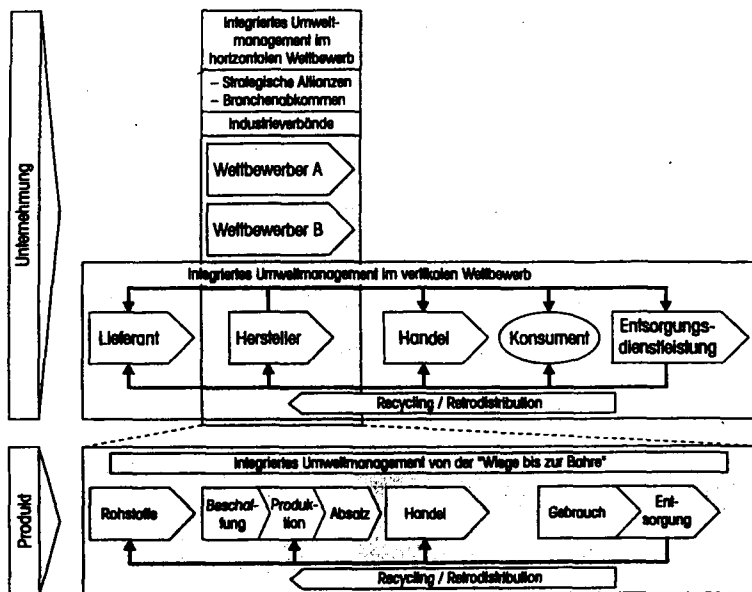 Integriertes Umwelt-
management im
horizontalen Wettbewerb
– Strategische Allianzen
– Branchenabkommen
Industrieverbände
Wettbewerber A
Wettbewerber B
Unternehmung
Integriertes Umweltmanagement im vertikalen Wettbewerb
Lieferant
Hersteller
Handel
Konsument
Entsorgungs-
dienstleistung
Recycling / Retrodistribution
Produkt
Integriertes Umweltmanagement von der "Wiege bis zur Bahre"
Rohstoffe
Beschaf-
fung
Produk-
tion
Absatz
Handel
Gebrauch
Ent-
sorgung
Recycling / Retrodistribution